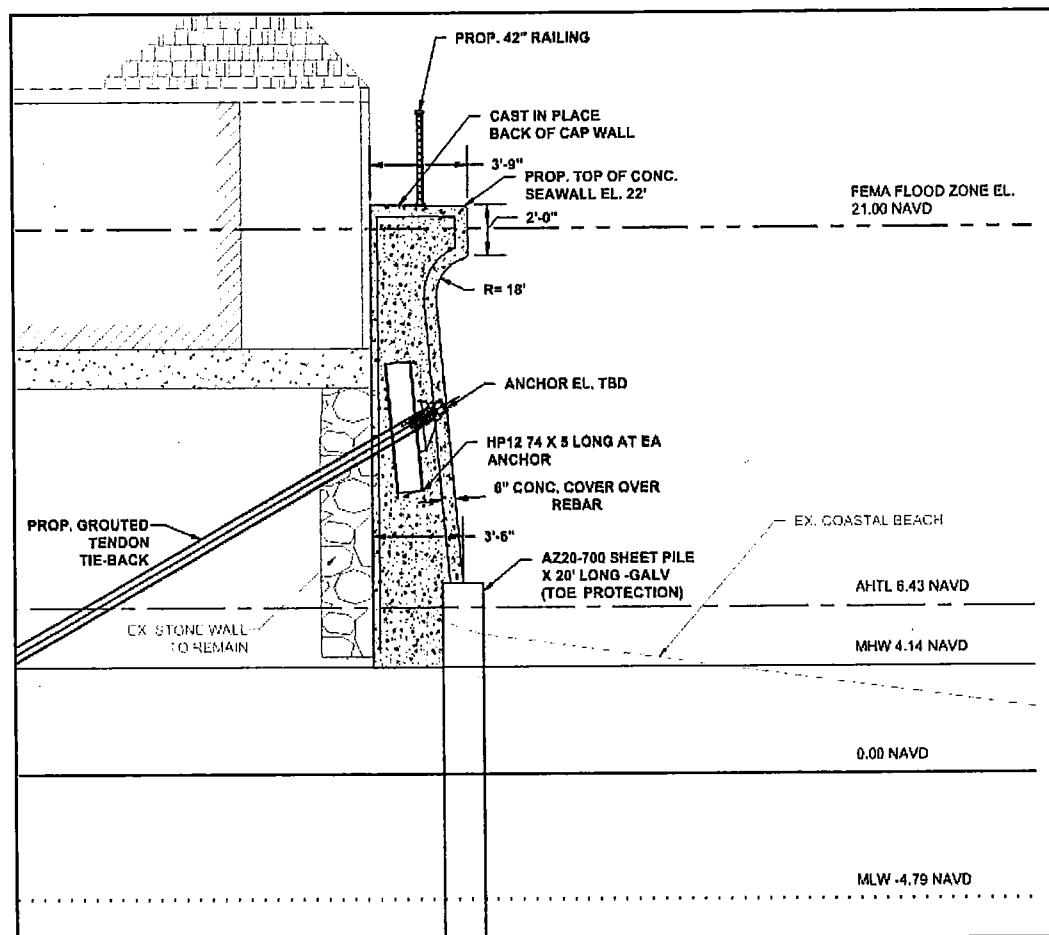 PROP. 42" RAILING
CAST IN PLACE
BACK OF CAP WALL
3'-9"
PROP. TOP OF CONC.
SEAWALL EL. 22'
2'-0"
FEMA FLOOD ZONE EL.
21.00 NAVD
R= 18'
ANCHOR EL. TBD
HP12 74 X 5 LONG AT EA
ANCHOR
6" CONC. COVER OVER
REBAR
PROP. GROUTED
TENDON
TIE-BACK
3'-6"
EX. COASTAL BEACH
AZ20-700 SHEET PILE
X 20' LONG -GALV
(TOE PROTECTION)
AHTL 6.43 NAVD
EX. STONE WALL
TO REMAIN
MHW 4.14 NAVD
0.00 NAVD
MLW -4.79 NAVD